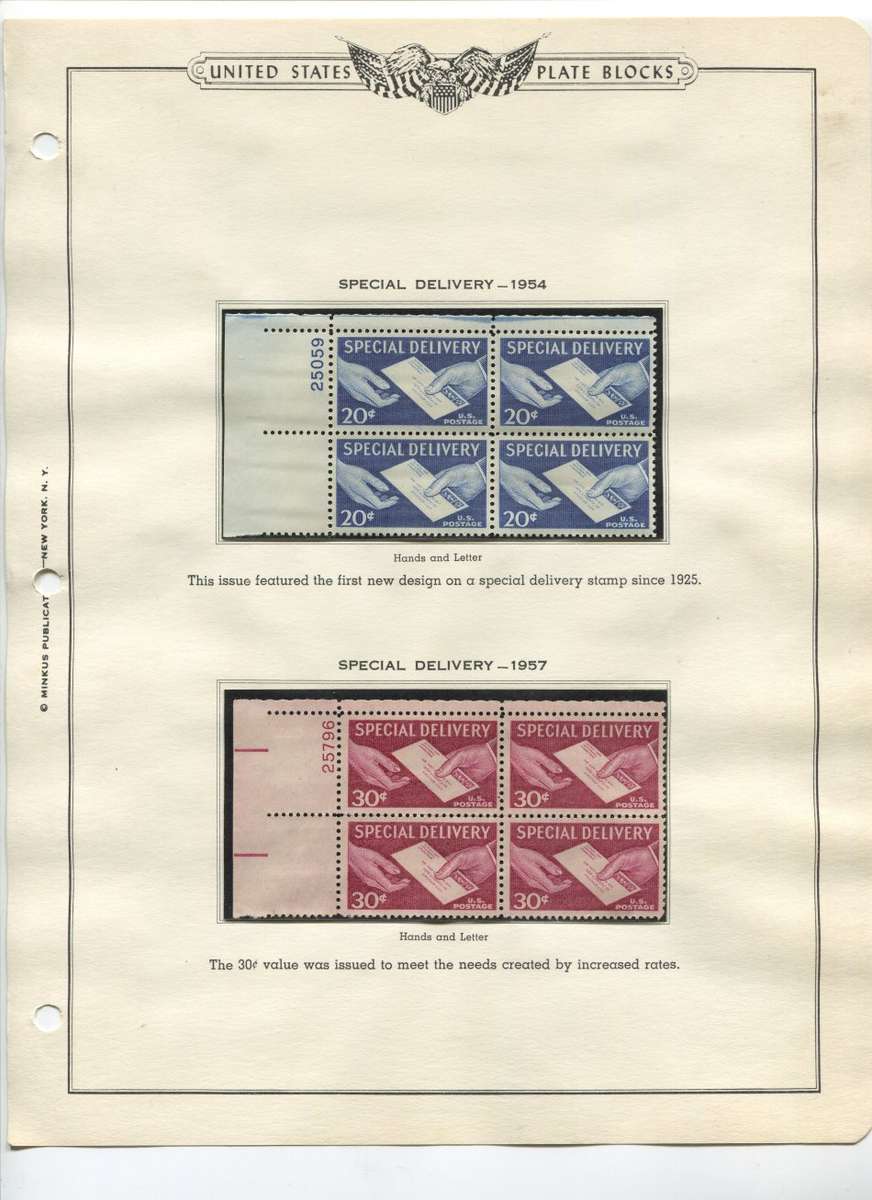 UNITED STATES PLATE BLOCKS
SPECIAL DELIVERY — 1954
25059
SPECIAL DELIVERY SPECIAL DELIVERY
20¢ U.S. POSTAGE 20¢ U.S. POSTAGE
SPECIAL DELIVERY SPECIAL DELIVERY
20¢ U.S. POSTAGE 20¢ U.S. POSTAGE
Hands and Letter
This issue featured the first new design on a special delivery stamp since 1925.
© MINKUS PUBLICAT —NEW YORK, N. Y.
SPECIAL DELIVERY — 1957
25796
SPECIAL DELIVERY SPECIAL DELIVERY
30¢ U.S. POSTAGE 30¢ U.S. POSTAGE
SPECIAL DELIVERY SPECIAL DELIVERY
30¢ U.S. POSTAGE 30¢ U.S. POSTAGE
Hands and Letter
The 30¢ value was issued to meet the needs created by increased rates.